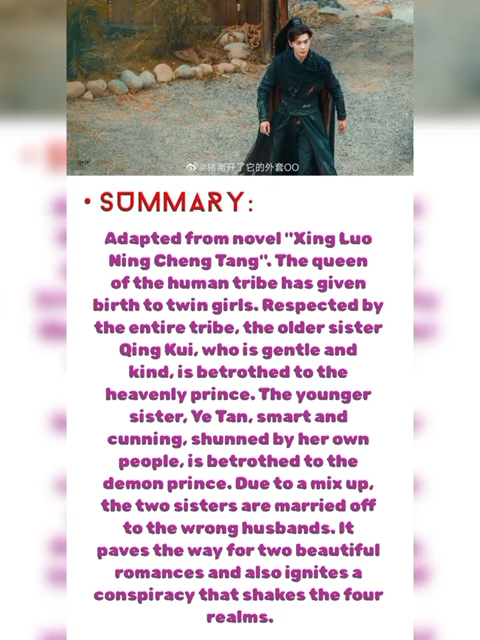 @猪离开了它的外套OO
• SUMMARY:
Adapted from novel "Xing Luo
Ning Cheng Tang". The queen
of the human tribe has given
birth to twin girls. Respected by
the entire tribe, the older sister
Qing Kui, who is gentle and
kind, is betrothed to the
heavenly prince. The younger
sister, Ye Tan, smart and
cunning, shunned by her own
people, is betrothed to the
demon prince. Due to a mix up,
the two sisters are married off
to the wrong husbands. It
paves the way for two beautiful
romances and also ignites a
conspiracy that shakes the four
realms.